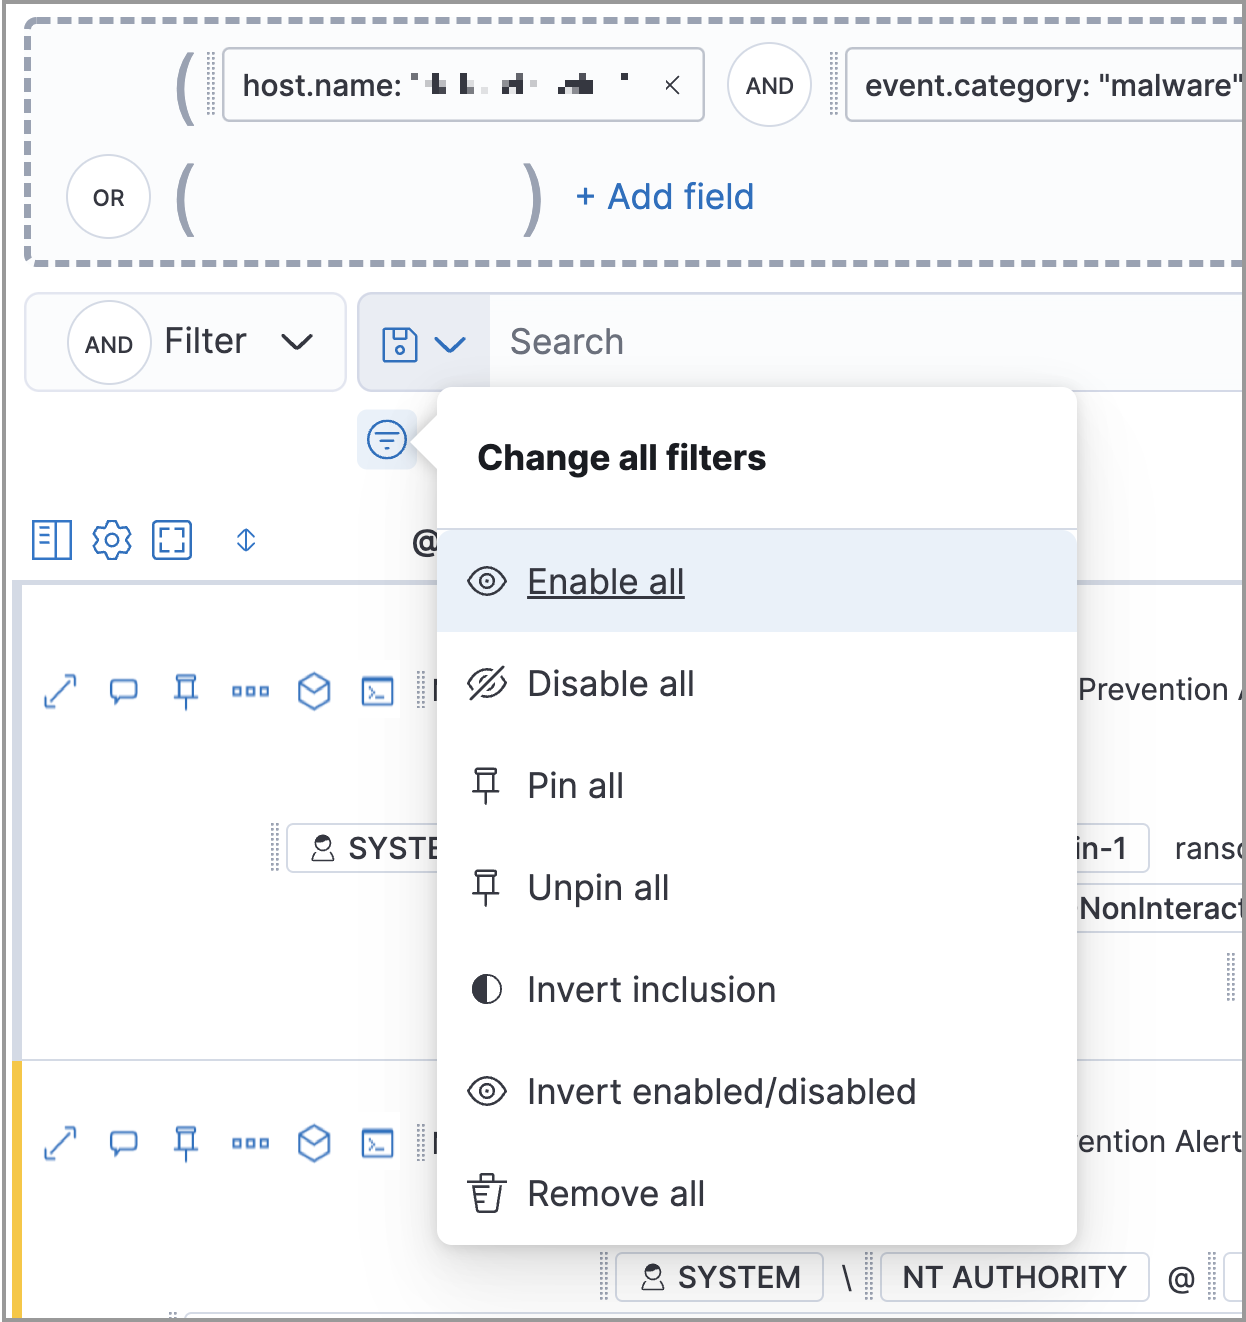 ( host.name: " " × AND event.category: "malware"
OR ( ) + Add field
AND Filter Search
Change all filters
@
Enable all
Disable all
Prevention
Pin all
SYSTE in-1
Unpin all
NonInteract
Invert inclusion
Invert enabled/disabled
ention Alert
Remove all
SYSTEM \ NT AUTHORITY @